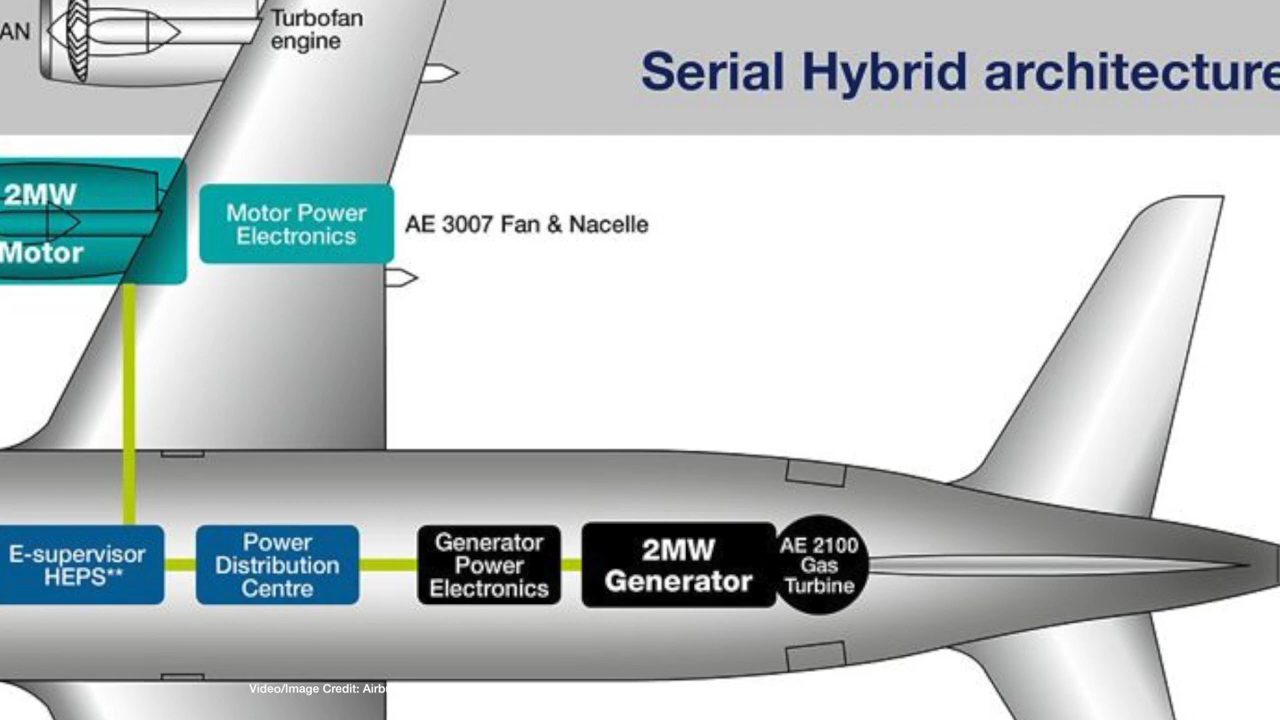 AN
Turbofan
engine
Serial Hybrid architecture
2MW
Motor
Motor Power
Electronics
AE 3007 Fan & Nacelle
E-supervisor
HEPS**
Power
Distribution
Centre
Generator
Power
Electronics
2MW
Generator
AE 2100
Gas
Turbine
Video/Image Credit: Airb